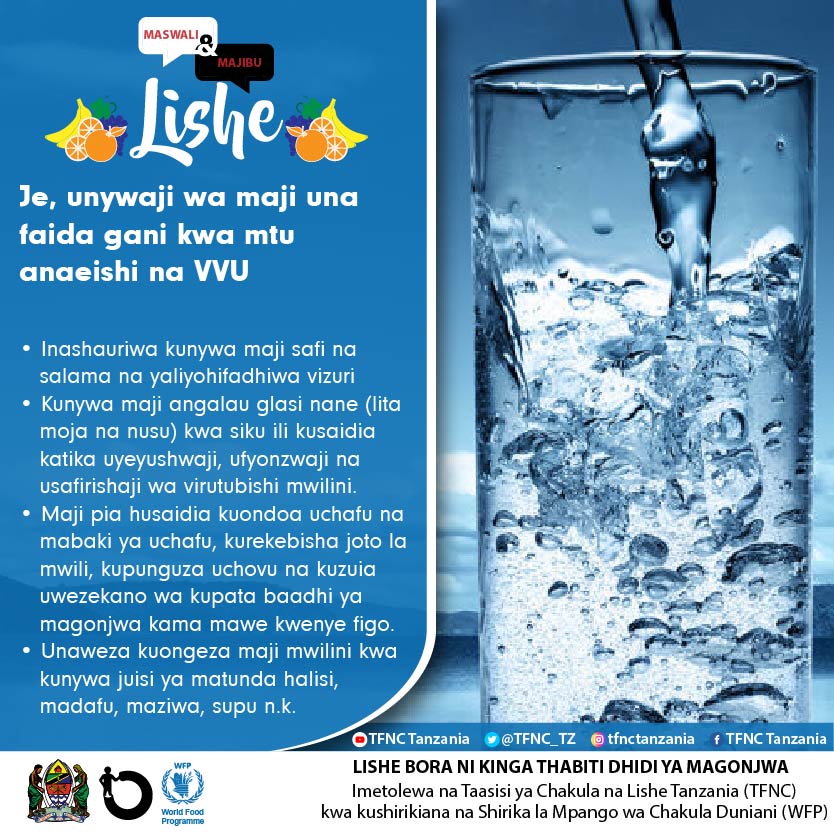 MASWALI
&
MAJIBU
Lishe
Je, unywaji wa maji una
faida gani kwa mtu
anaeishi na VVU
• Inashauriwa kunywa maji safi na
salama na yaliyohifadhiwa vizuri
• Kunywa maji angalau glasi nane (lita
moja na nusu) kwa siku ili kusaidia
katika uyeyushwaji, ufyonzwaji na
usafirishaji wa virutubishi mwilini.
• Maji pia husaidia kuondoa uchafu na
mabaki ya uchafu, kurekebisha joto la
mwili, kupunguza uchovu na kuzuia
uwezekano wa kupata baadhi ya
magonjwa kama mawe kwenye figo.
• Unaweza kuongeza maji mwilini kwa
kunywa juisi ya matunda halisi,
madafu, maziwa, supu n.k.
TFNC Tanzania @TFNC_TZ tfnctanzania TFNC Tanzania
WFP
World Food
Programme
LISHE BORA NI KINGA THABITI DHIDI YA MAGONJWA
Imetolewa na Taasisi ya Chakula na Lishe Tanzania (TFNC)
kwa kushirikiana na Shirika la Mpango wa Chakula Duniani (WFP)